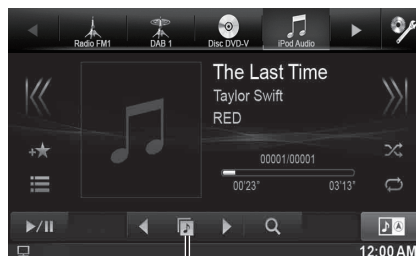 Radio FM1 DAB 1 Disc DVD-V iPod Audio
The Last Time
Taylor Swift
RED
00001/00001
00'23" 03'13"
12:00 AM